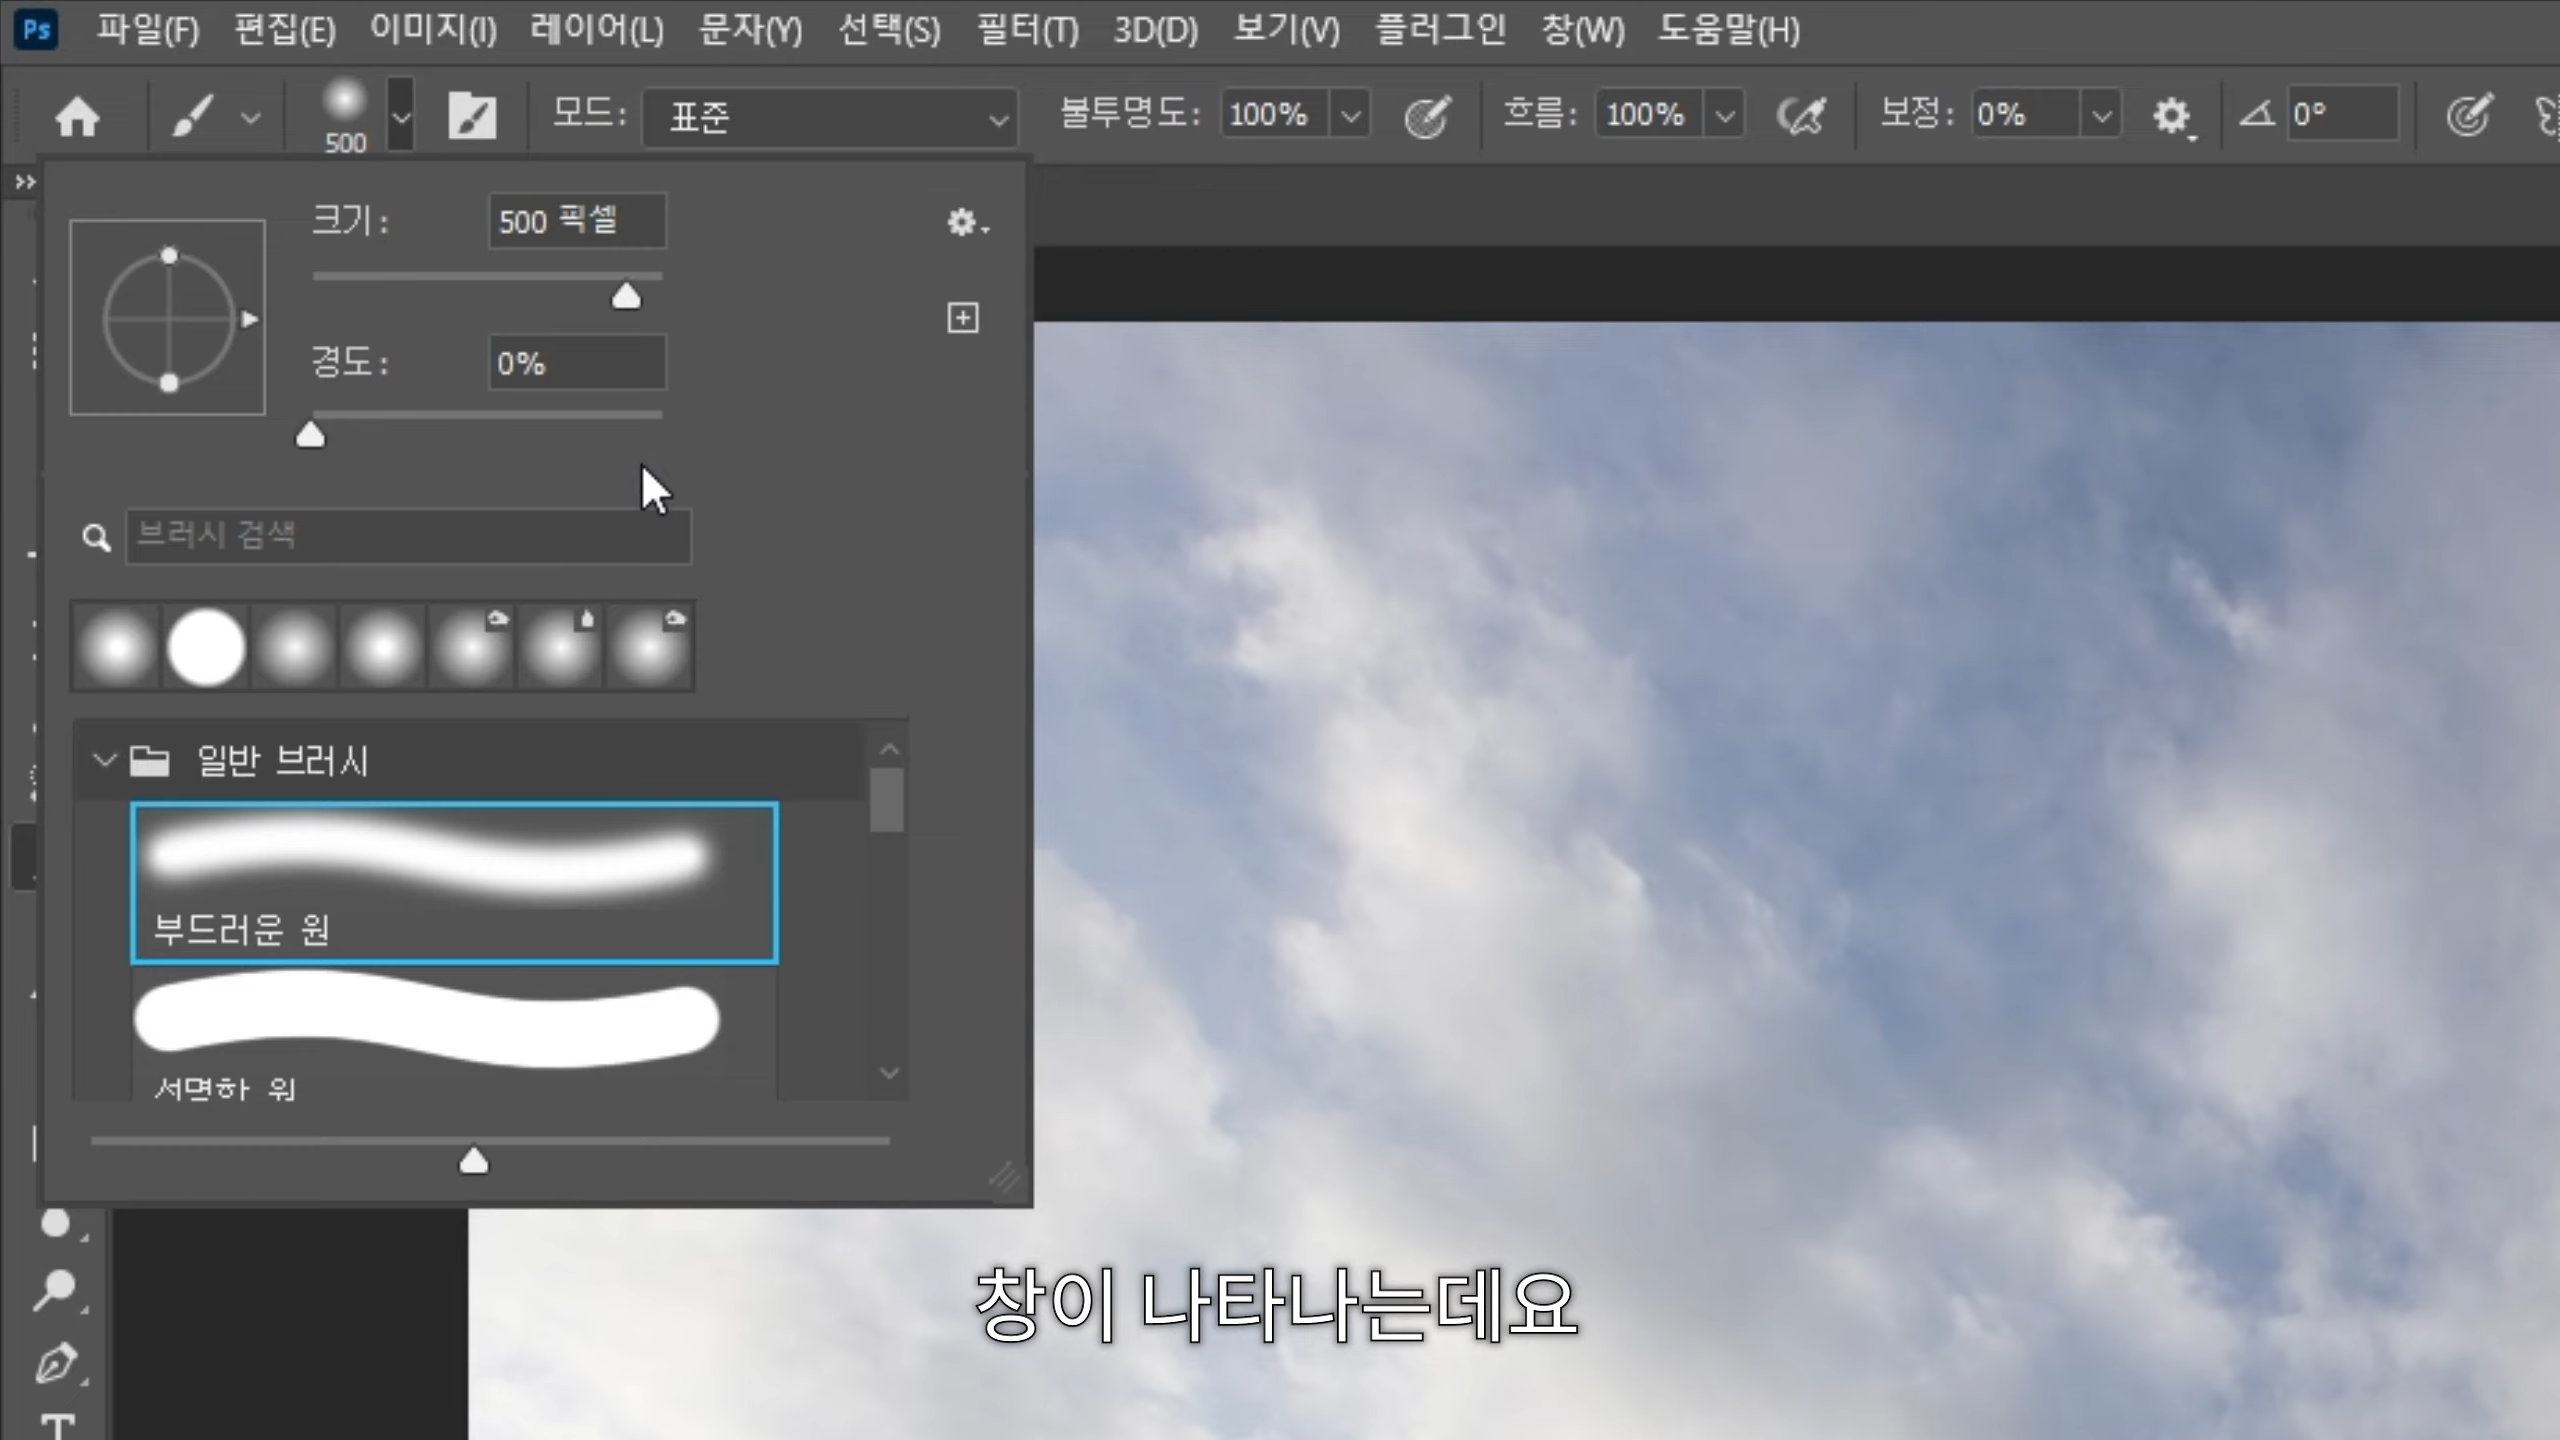 Ps 파일(F) 편집(E) 이미지(I) 레이어(L) 문자(Y) 선택(S) 필터(T) 3D(D) 보기(V) 플러그인 창(W) 도움말(H)
500 모드: 표준 불투명도: 100% 흐름: 100% 보정: 0% 0°
크기: 500 픽셀
경도: 0%
브러시 검색
일반 브러시
부드러운 원
선명한 원
창이 나타나는데요
T